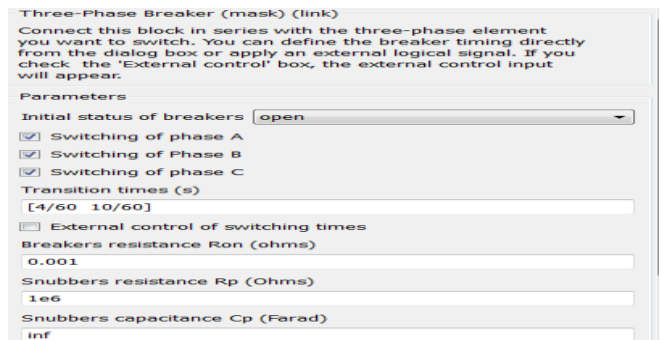 Three-Phase Breaker (mask) (link)
Connect this block in series with the three-phase element
you want to switch. You can define the breaker timing directly
from the dialog box or apply an external logical signal. If you
check the 'External control' box, the external control input
will appear.
Parameters
Initial status of breakers open
Switching of phase A
Switching of Phase B
Switching of phase C
Transition times (s)
[4/60 10/60]
External control of switching times
Breakers resistance Ron (ohms)
0.001
Snubbers resistance Rp (Ohms)
1e6
Snubbers capacitance Cp (Farad)
inf